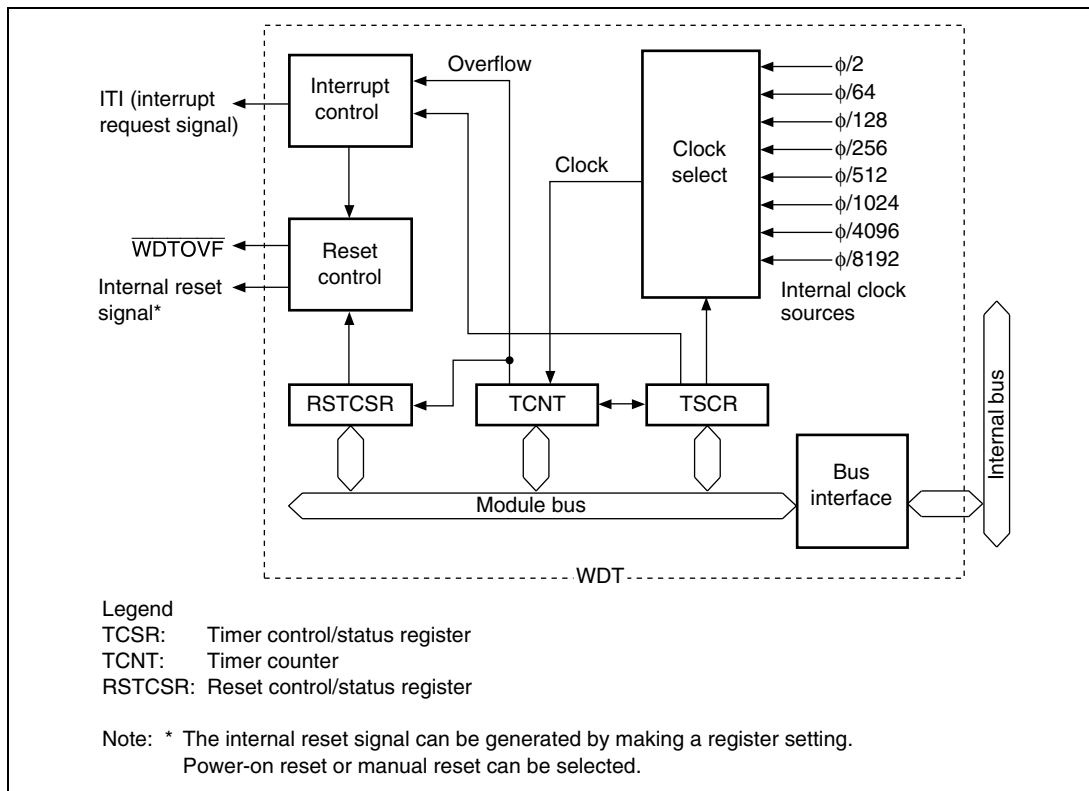 Overflow
Interrupt
control
ITI (interrupt
request signal)
Clock
Clock
select
ϕ/2
ϕ/64
ϕ/128
ϕ/256
ϕ/512
ϕ/1024
ϕ/4096
ϕ/8192
Internal clock
sources
WDTOVF
Reset
control
Internal reset
signal*
RSTCSR
TCNT
TSCR
Module bus
Bus
interface
Internal bus
WDT
Legend
TCSR: Timer control/status register
TCNT: Timer counter
RSTCSR: Reset control/status register
Note: * The internal reset signal can be generated by making a register setting.
Power-on reset or manual reset can be selected.